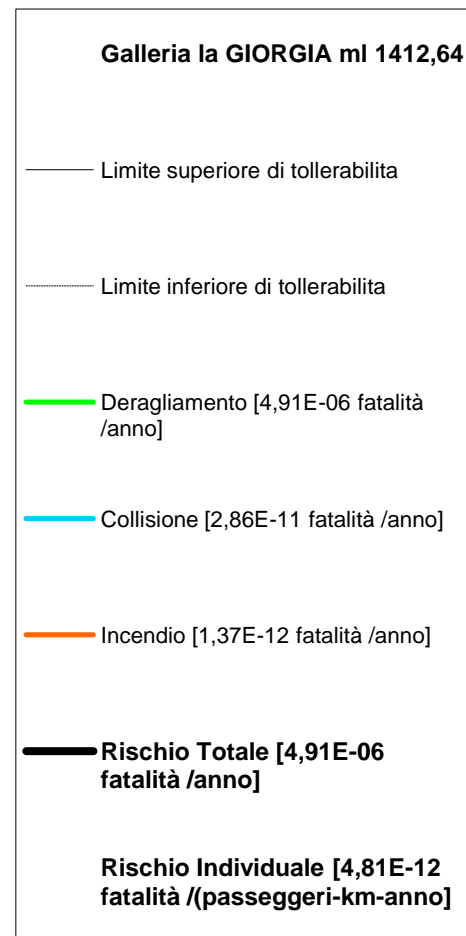 Galleria la GIORGIA ml 1412,64
Limite superiore di tollerabilita
Limite inferiore di tollerabilita
Deragliamento [4,91E-06 fatalità
/anno]
Collisione [2,86E-11 fatalità /anno]
Incendio [1,37E-12 fatalità /anno]
Rischio Totale [4,91E-06
fatalità /anno]
Rischio Individuale [4,81E-12
fatalità /(passeggeri-km-anno]